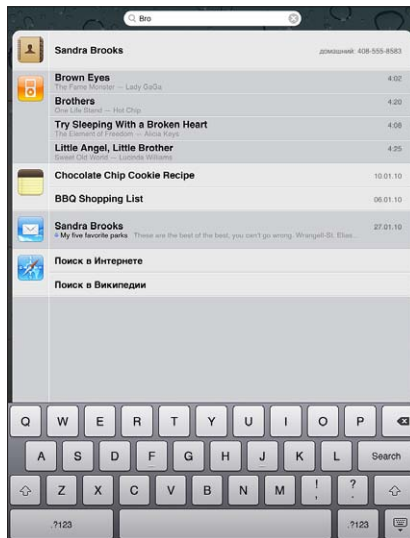 Bro
Sandra Brooks
домашний: 408-555-8583
Brown Eyes
4:02
The Fame Monster — Lady GaGa
Brothers
4:20
One Life Stand — Hot Chip
Try Sleeping With a Broken Heart
4:08
The Element of Freedom — Alicia Keys
Little Angel, Little Brother
4:25
Sweet Old World — Lucinda Williams
Chocolate Chip Cookie Recipe
10.01.10
BBQ Shopping List
06.01.10
Sandra Brooks
27.01.10
My five favorite parks These are the best of the best, you can't go wrong. Wrangell-St. Elias...
Поиск в Интернете
Поиск в Википедии
Q W E R T Y U I O P
A S D F G H J K L Search
Z X C V B N M ! , ? .
.?123 .?123